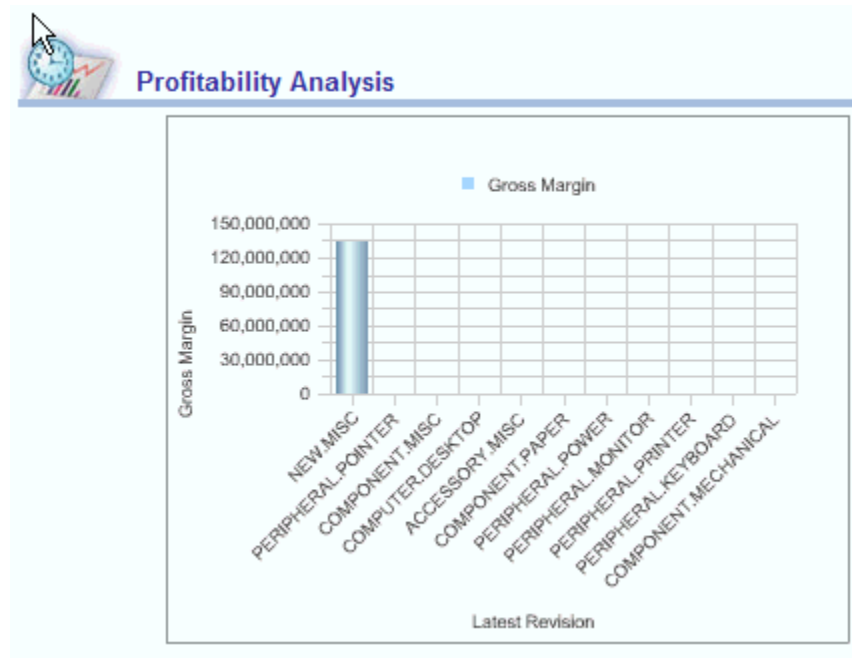 Profitability Analysis
Gross Margin
150,000,000
120,000,000
90,000,000
60,000,000
30,000,000
0
Gross Margin
NEW.MISC
PERIPHERAL.POINTER
COMPONENT.MISC
COMPUTER.DESKTOP
ACCESSORY.MISC
COMPONENT.PAPER
PERIPHERAL.POWER
PERIPHERAL.MONITOR
PERIPHERAL.PRINTER
PERIPHERAL.KEYBOARD
COMPONENT.MECHANICAL
Latest Revision